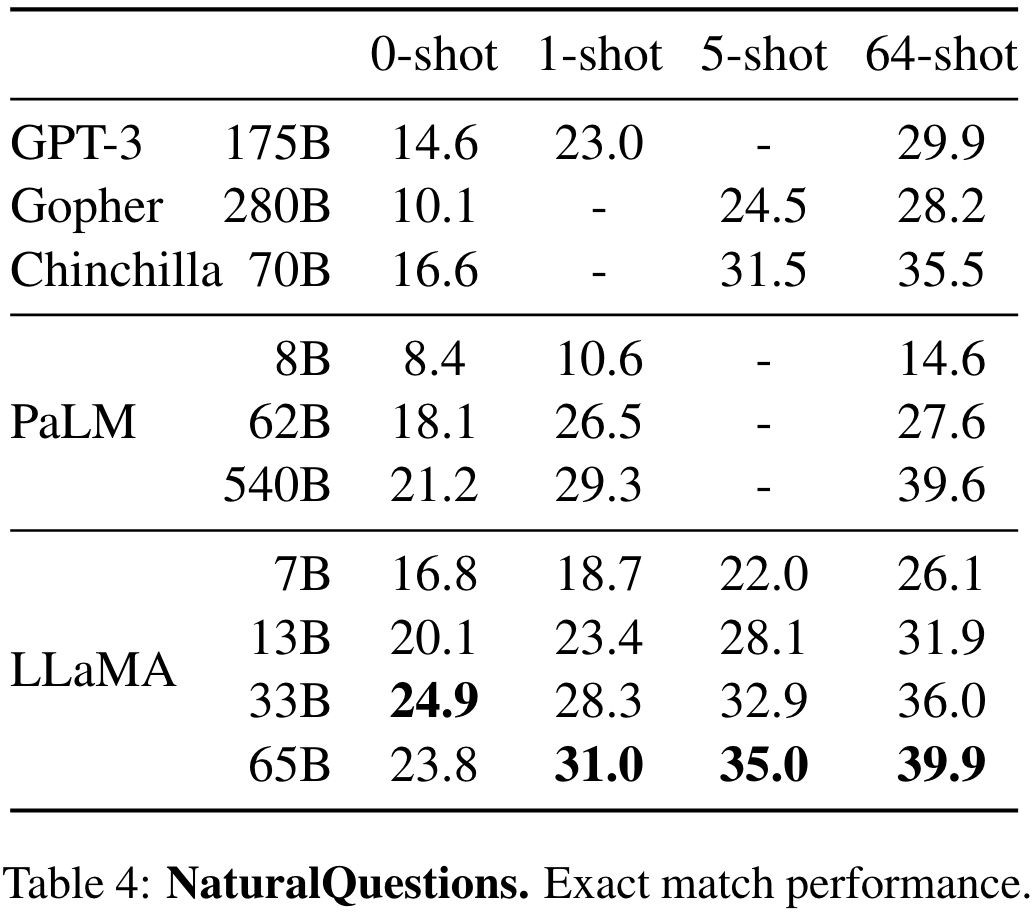 0-shot 1-shot 5-shot 64-shot
GPT-3 175B 14.6 23.0 - 29.9
Gopher 280B 10.1 - 24.5 28.2
Chinchilla 70B 16.6 - 31.5 35.5
8B 8.4 10.6 - 14.6
PaLM 62B 18.1 26.5 - 27.6
540B 21.2 29.3 - 39.6
7B 16.8 18.7 22.0 26.1
13B 20.1 23.4 28.1 31.9
LLaMA
33B 24.9 28.3 32.9 36.0
65B 23.8 31.0 35.0 39.9
Table 4: NaturalQuestions. Exact match performance.